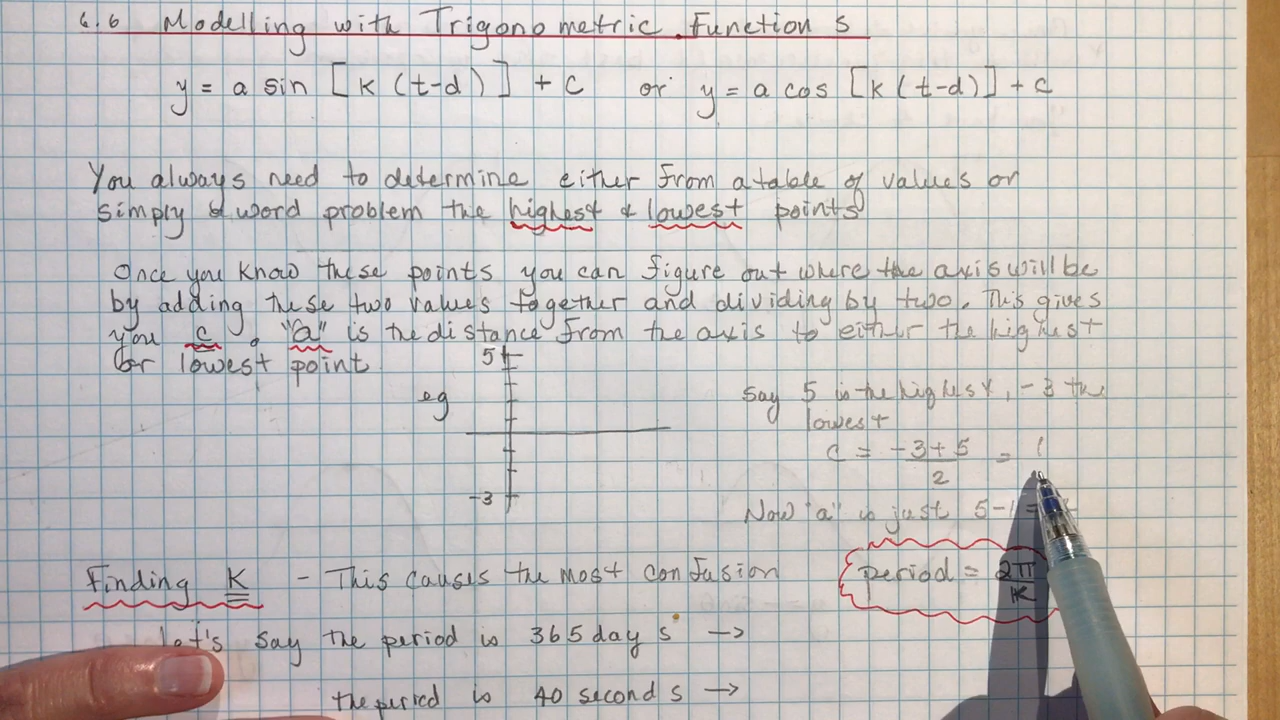 6.6 Modelling with Trigonometric Functions
y = a sin [k (t-d)] + c or y = a cos [k(t-d)] + c
You always need to determine either from a table of values or
simply a word problem the highest & lowest points
Once you know these points you can figure out where the axis will be
by adding these two values together and dividing by two. This gives
you c. "a" is the distance from the axis to either the highest
or lowest point
5
eg
-3
Say 5 is the highest, -3 the
lowest
c = -3+5 / 2 = 1
Now "a" is just 5-1 =
Finding K - This causes the most confusion
period = 2π / K
Let's say the period is 365 days →
the period is 40 seconds →